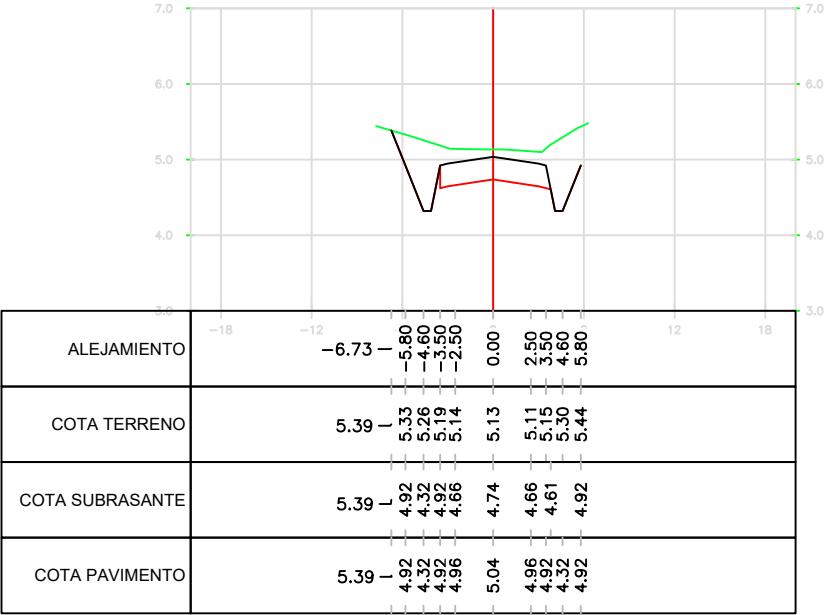 7.0 7.0
6.0 6.0
5.0 5.0
4.0 4.0
3.0 3.0
−18 −12 12 18
ALEJAMIENTO −6.73 −5.80 −4.60 −3.50 −2.50 0.00 2.50 3.50 4.60 5.80
COTA TERRENO 5.39 5.33 5.26 5.19 5.14 5.13 5.11 5.15 5.30 5.44
COTA SUBRASANTE 5.39 4.92 4.32 4.92 4.66 4.74 4.66 4.61 4.92
COTA PAVIMENTO 5.39 4.92 4.32 4.92 4.96 5.04 4.96 4.92 4.32 4.92